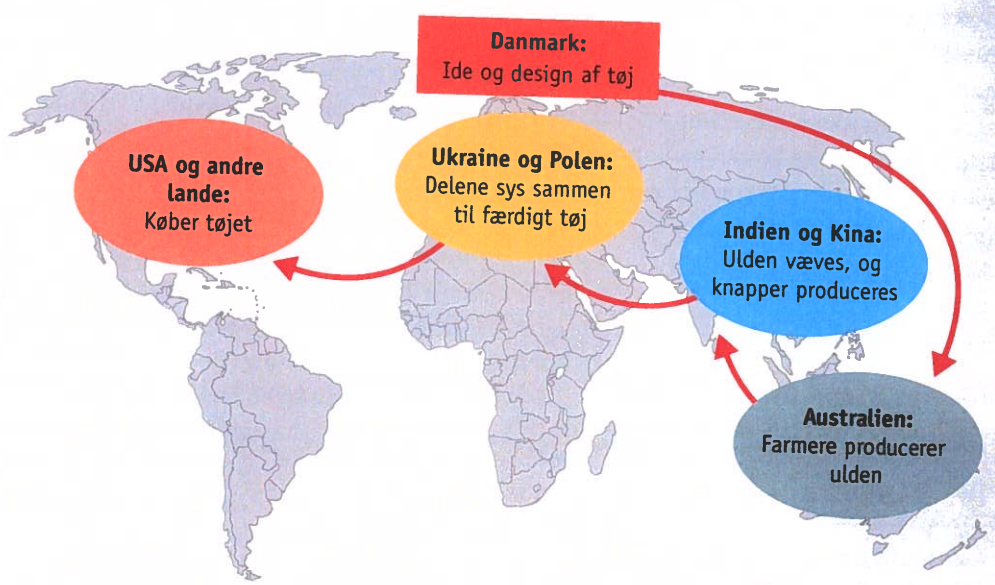 Danmark:
Ide og design af tøj
USA og andre
lande:
Køber tøjet
Ukraine og Polen:
Delene sys sammen
til færdigt tøj
Indien og Kina:
Ulden væves, og
knapper produceres
Australien:
Farmere producerer
ulden